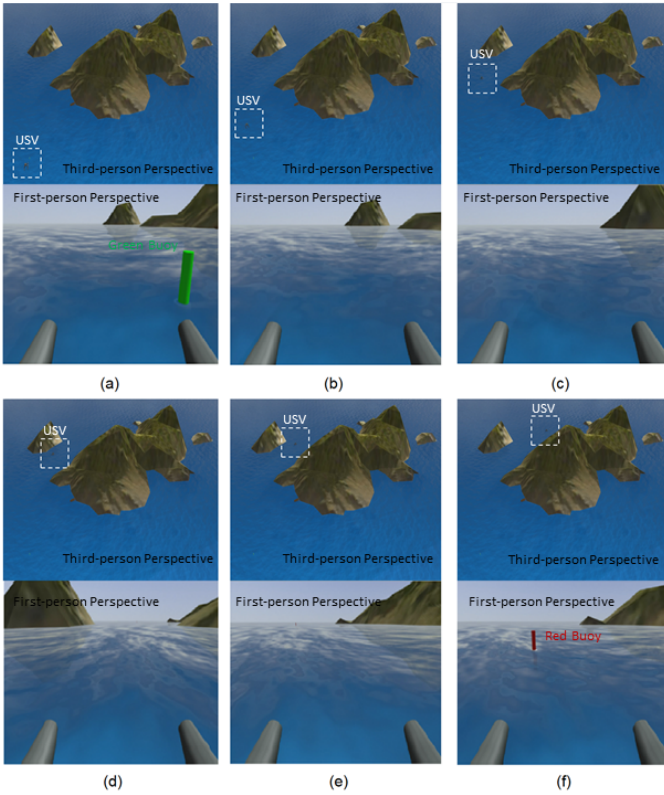 USV
Third-person Perspective
First-person Perspective
Green Buoy
(a)
USV
Third-person Perspective
First-person Perspective
(b)
USV
Third-person Perspective
First-person Perspective
(c)
USV
Third-person Perspective
First-person Perspective
(d)
USV
Third-person Perspective
First-person Perspective
(e)
USV
Third-person Perspective
First-person Perspective
Red Buoy
(f)